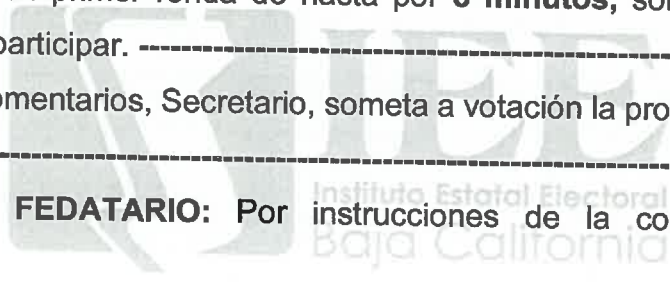 primer ronda de hasta por 8 minutos, so
participar. ------------------------------------------
omentarios, Secretario, someta a votación la pro
------------------------------------------------------------
IEE
FEDATARIO: Por instrucciones de la co
Instituto Estatal Electoral
Baja California